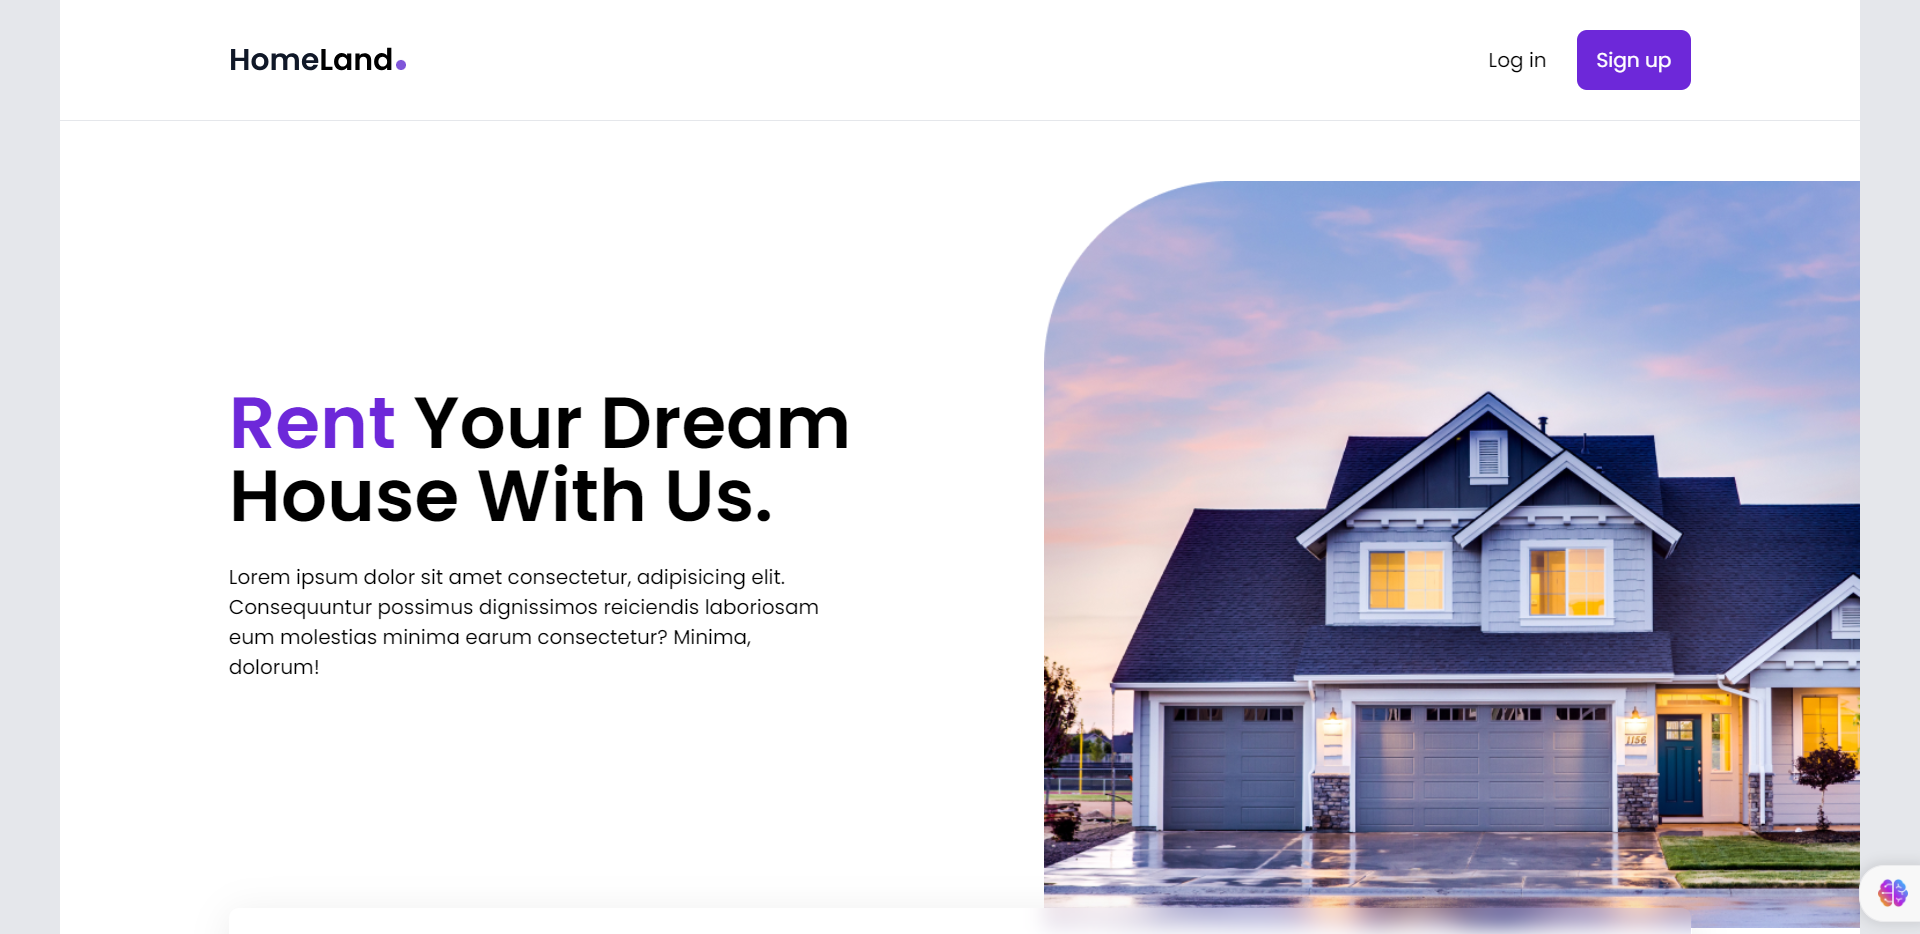 HomeLand
Log in
Sign up
Rent Your Dream
House With Us.
Lorem ipsum dolor sit amet consectetur, adipisicing elit.
Consequuntur possimus dignissimos reiciendis laboriosam
eum molestias minima earum consectetur? Minima,
dolorum!
1156